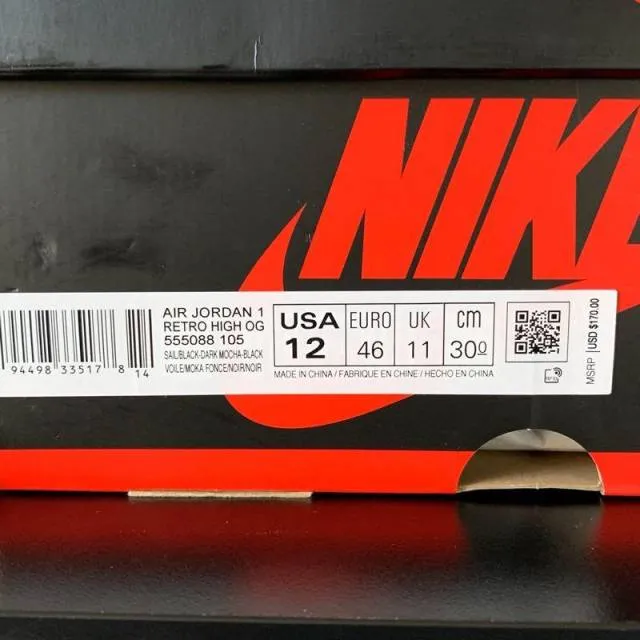 NIKE
AIR JORDAN 1
RETRO HIGH OG
555088 105
SAIL/BLACK-DARK MOCHA-BLACK
VOILE/MOKA FONCE/NOIR/NOIR
94498 33517 8 14
USA EURO UK cm
12 46 11 30º
MADE IN CHINA / FABRIQUE EN CHINE / HECHO EN CHINA
MSRP USD $170.00